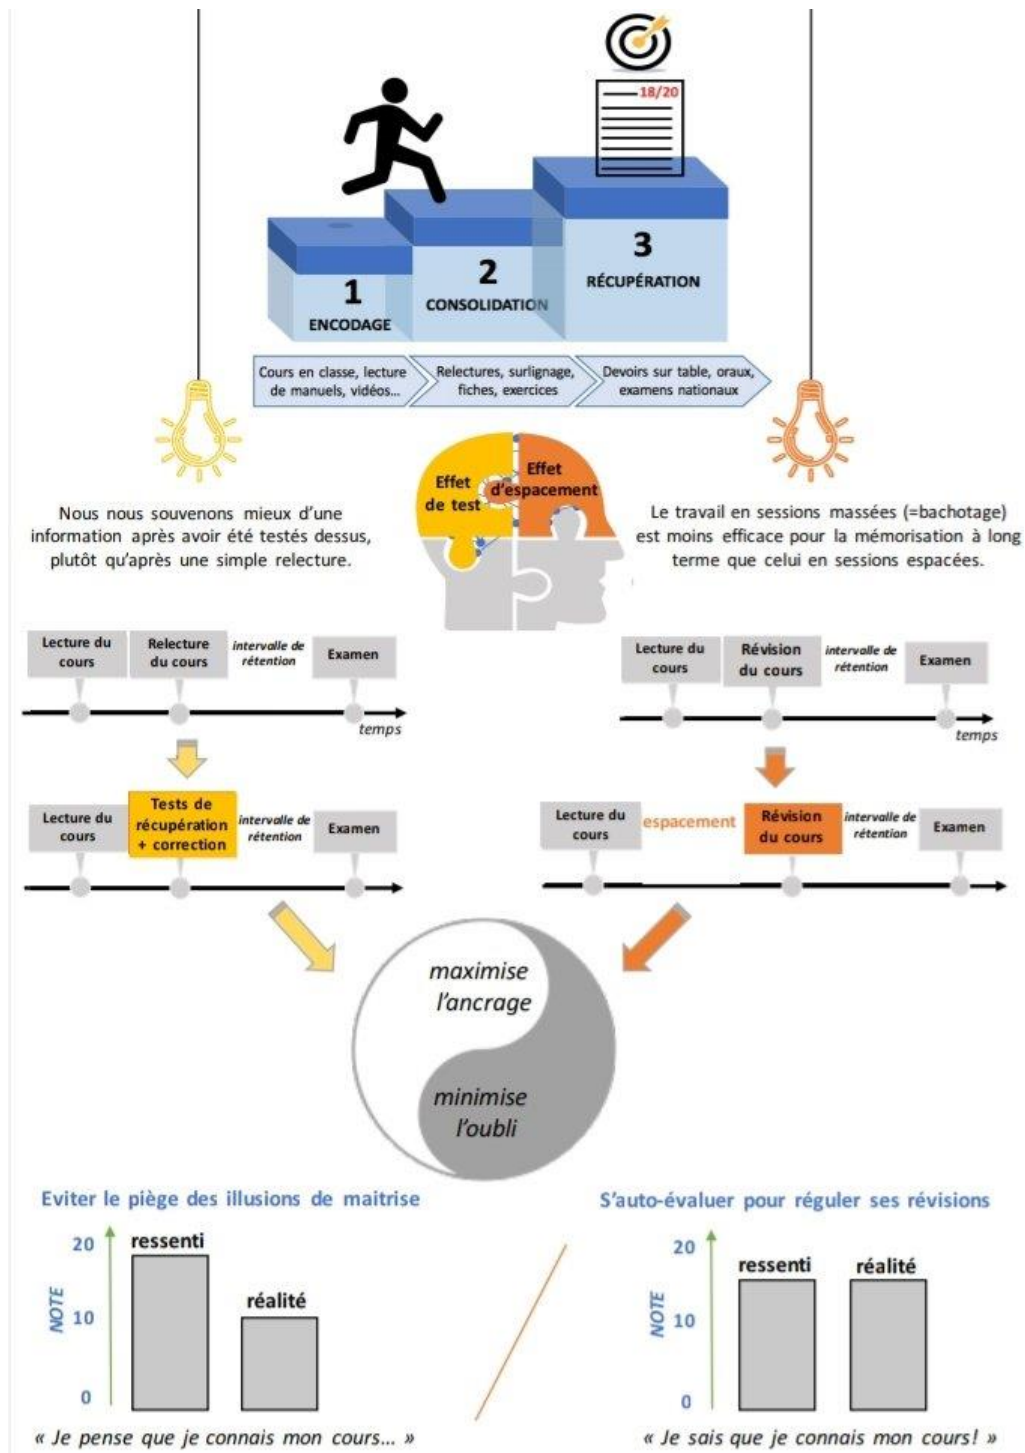 18/20
1
ENCODAGE
2
CONSOLIDATION
3
RÉCUPÉRATION
Cours en classe, lecture
de manuels, vidéos...
Relectures, surlignage,
fiches, exercices
Devoirs sur table, oraux,
examens nationaux
Effet
de test
Effet
d'espacement
Nous nous souvenons mieux d'une
information après avoir été testés dessus,
plutôt qu'après une simple relecture.
Le travail en sessions massées (=bachotage)
est moins efficace pour la mémorisation à long
terme que celui en sessions espacées.
Lecture du
cours
Relecture
du cours
intervalle de
rétention
Examen
temps
Lecture du
cours
Révision
du cours
intervalle de
rétention
Examen
temps
Lecture du
cours
Tests de
récupération
+ correction
intervalle de
rétention
Examen
Lecture du
cours
espacement
Révision
du cours
intervalle de
rétention
Examen
maximise
l'ancrage
minimise
l'oubli
Eviter le piège des illusions de maitrise
20
10
0
NOTE
ressenti
réalité
« Je pense que je connais mon cours... »
S'auto-évaluer pour réguler ses révisions
20
10
0
NOTE
ressenti
réalité
« Je sais que je connais mon cours! »